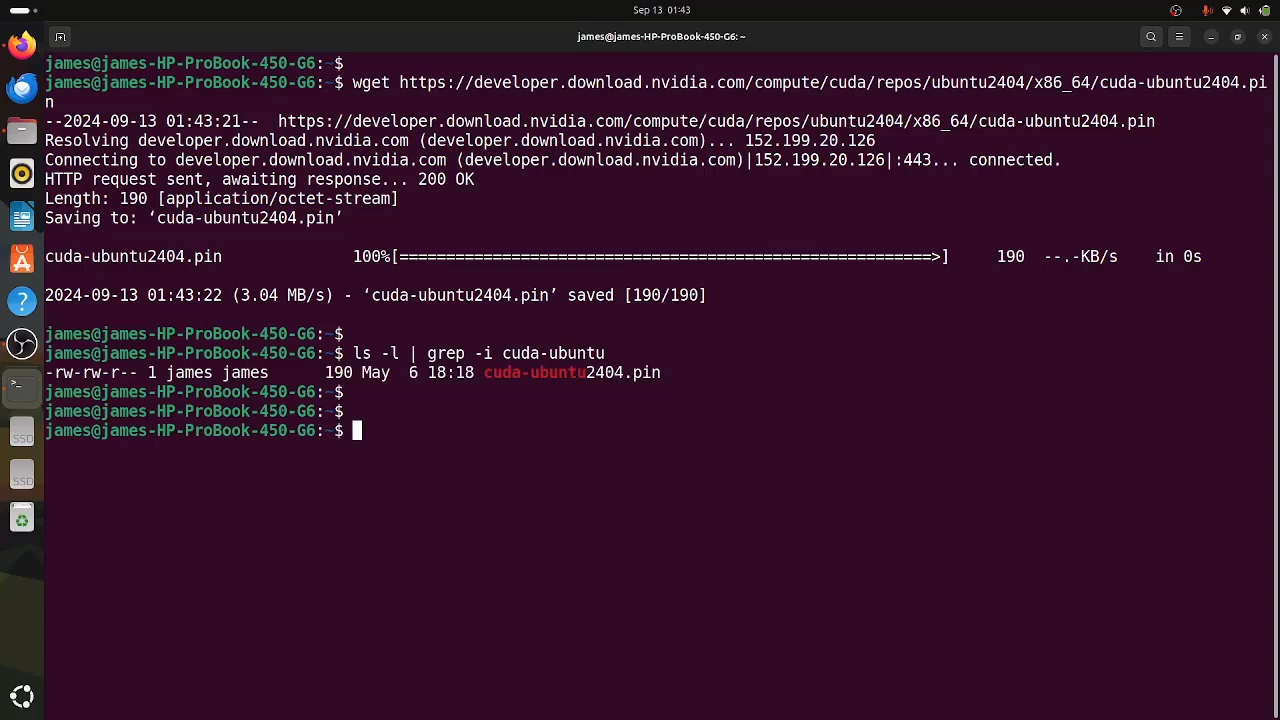 Sep 13 01:43
james@james-HP-ProBook-450-G6: ~
james@james-HP-ProBook-450-G6:~$
james@james-HP-ProBook-450-G6:~$ wget https://developer.download.nvidia.com/compute/cuda/repos/ubuntu2404/x86_64/cuda-ubuntu2404.pi
n
--2024-09-13 01:43:21--  https://developer.download.nvidia.com/compute/cuda/repos/ubuntu2404/x86_64/cuda-ubuntu2404.pin
Resolving developer.download.nvidia.com (developer.download.nvidia.com)... 152.199.20.126
Connecting to developer.download.nvidia.com (developer.download.nvidia.com)|152.199.20.126|:443... connected.
HTTP request sent, awaiting response... 200 OK
Length: 190 [application/octet-stream]
Saving to: ‘cuda-ubuntu2404.pin’
cuda-ubuntu2404.pin              100%[=========================================================>]     190  --.-KB/s    in 0s
2024-09-13 01:43:22 (3.04 MB/s) - ‘cuda-ubuntu2404.pin’ saved [190/190]
james@james-HP-ProBook-450-G6:~$
james@james-HP-ProBook-450-G6:~$ ls -l | grep -i cuda-ubuntu
-rw-rw-r-- 1 james james      190 May  6 18:18 cuda-ubuntu2404.pin
james@james-HP-ProBook-450-G6:~$
james@james-HP-ProBook-450-G6:~$
james@james-HP-ProBook-450-G6:~$
SSD
SSD